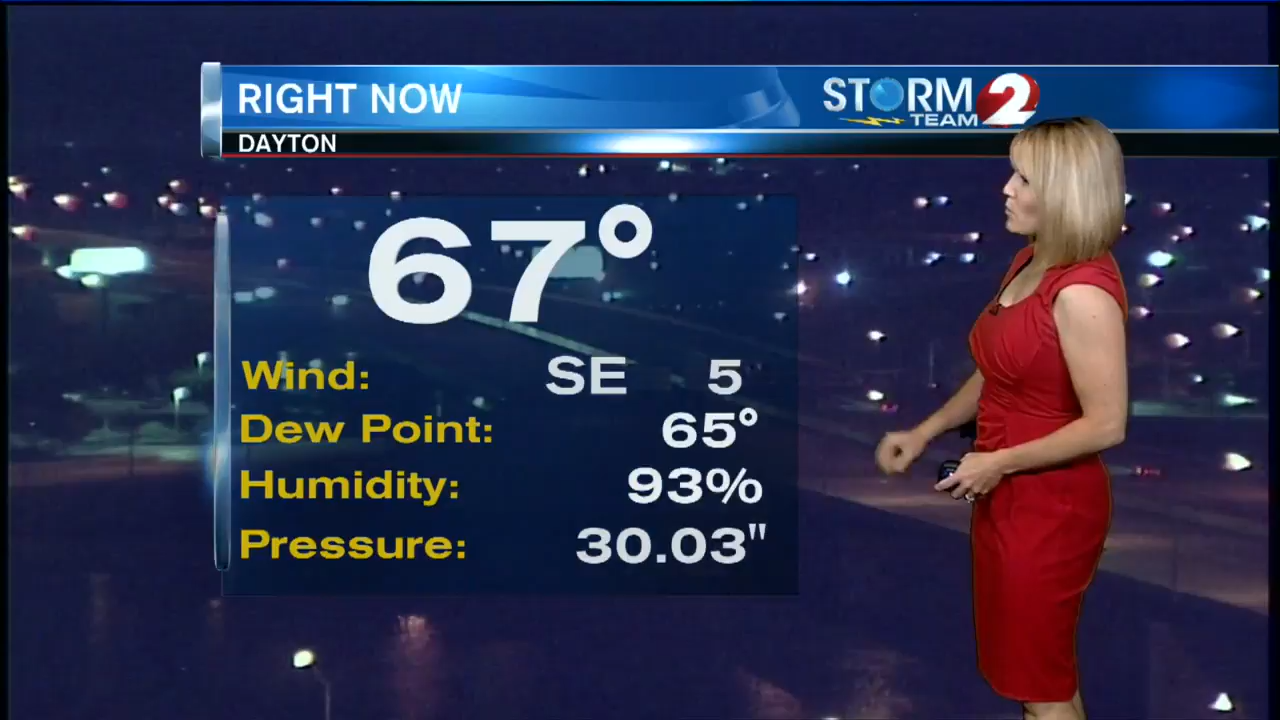 RIGHT NOW
STORM
TEAM 2
DAYTON
67°
Wind: SE 5
Dew Point: 65°
Humidity: 93%
Pressure: 30.03"